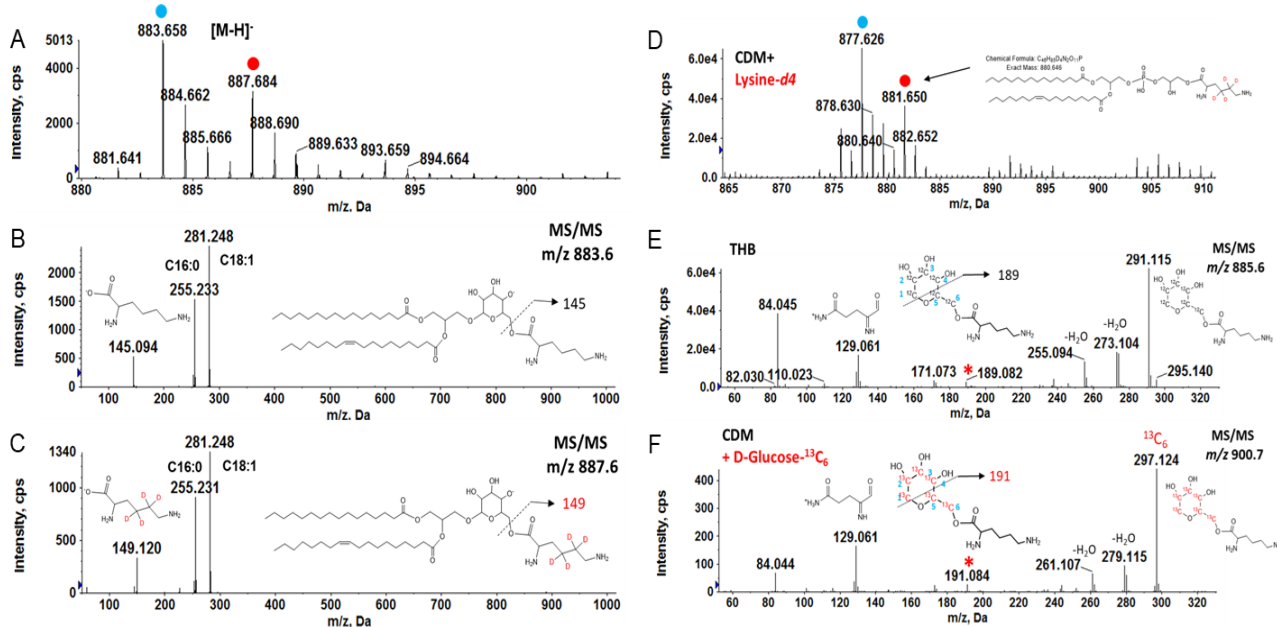 A
Intensity, cps
5013
4000
2000
0
883.658
[M-H]-
887.684
884.662
885.666
888.690
889.633
893.659
894.664
881.641
880
885
890
895
900
m/z. Da
B
Intensity, cps
2000
1500
1000
500
0
281.248
C16:0
C18:1
255.233
145.094
145
MS/MS
m/z 883.6
-O
O
NH2
NH2
100
200
300
400
500
600
700
800
900
1000
m/z. Da
C
Intensity, cps
1340
1000
500
0
281.248
C16:0
C18:1
255.231
149.120
149
MS/MS
m/z 887.6
D
D
D
D
100
200
300
400
500
600
700
800
900
1000
m/z, Da
D
Intensity, cps
6.0e4
4.0e4
2.0e4
0.0
CDM+
Lysine-d4
877.626
881.650
878.630
880.640
882.652
Exact Mass: 880.646
865
870
875
880
885
890
895
900
905
910
m/z, Da
E
Intensity, cps
6.0e4
4.0e4
2.0e4
0.0
THB
84.045
129.061
82.030
110.023
171.073
*
189.082
189
255.094
-H2O
-H2O
273.104
291.115
295.140
MS/MS
m/z 885.6
60
80
100
120
140
160
180
200
220
240
260
280
300
320
m/z, Da
F
Intensity, cps
400
300
200
100
0
CDM
+ D-Glucose-13C6
84.044
129.061
*
191.084
191
261.107
-H2O
-H2O
279.115
13C6
297.124
MS/MS
m/z 900.7
60
80
100
120
140
160
180
200
220
240
260
280
300
320
m/z, Da